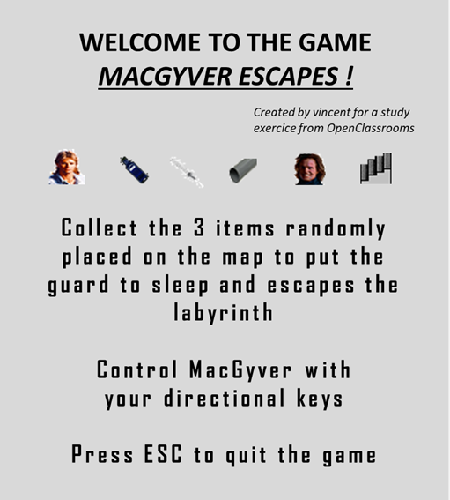 WELCOME TO THE GAME
MACGYVER ESCAPES !
Created by vincent for a study
exercice from OpenClassrooms
Collect the 3 items randomly
placed on the map to put the
guard to sleep and escapes the
labyrinth
Control MacGyver with
your directional keys
Press ESC to quit the game